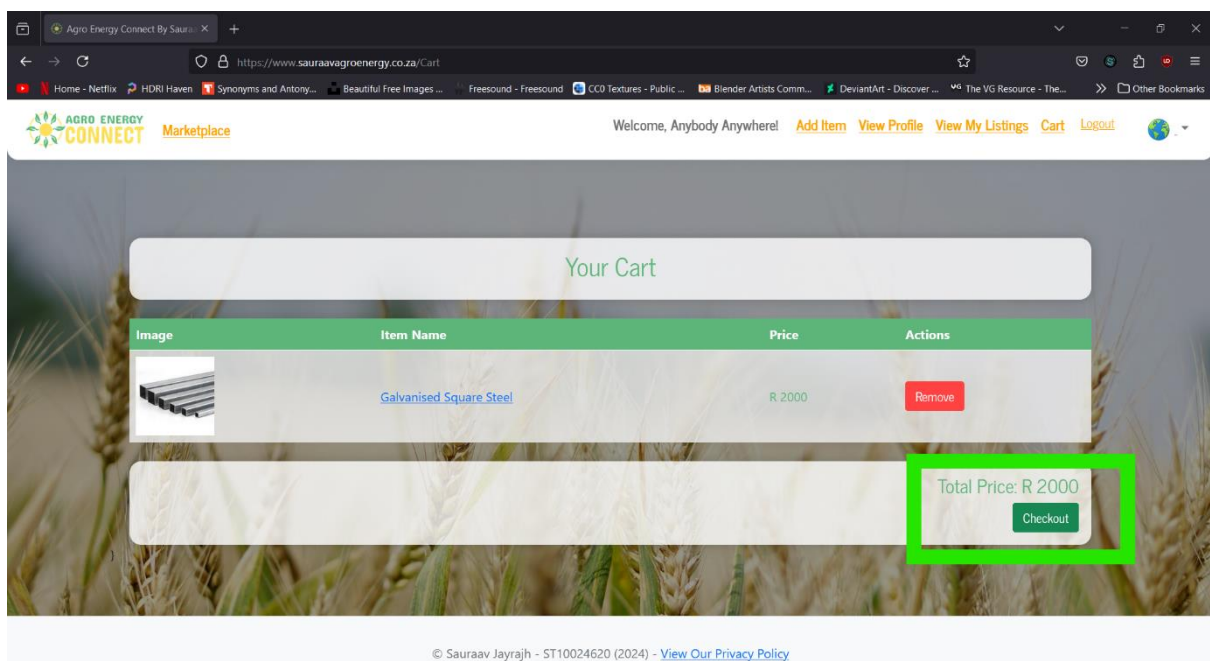 Agro Energy Connect By Saura
https://www.sauraavagroenergy.co.za/Cart
Home - Netflix HDRI Haven Synonyms and Antony... Beautiful Free Images ... Freesound - Freesound CC0 Textures - Public ... Blender Artists Comm... DeviantArt - Discover ... VG The VG Resource - The... Other Bookmarks
AGRO ENERGY
CONNECT
Marketplace Welcome, Anybody Anywhere! Add Item View Profile View My Listings Cart Logout
Your Cart
Image Item Name Price Actions
Galvanised Square Steel R 2000 Remove
Total Price: R 2000
Checkout
© Sauraav Jayrajh - ST10024620 (2024) - View Our Privacy Policy